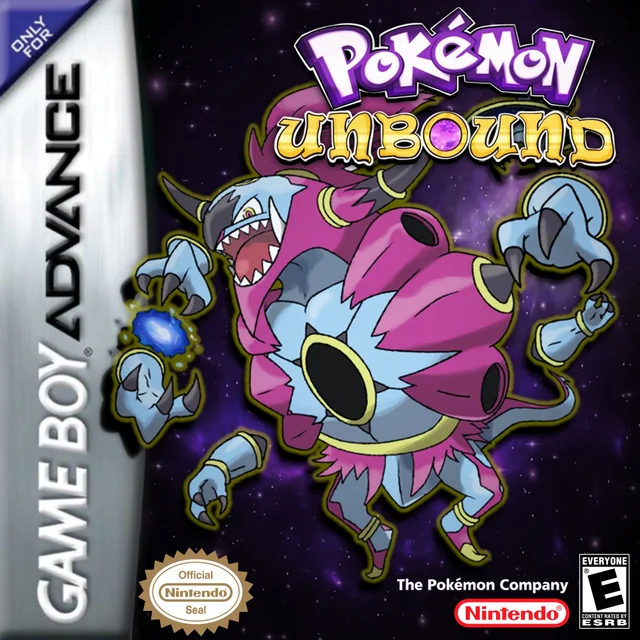 ONLY
FOR
GAME BOY ADVANCE
®
POKéMON
UNBOUND
Official
Nintendo
Seal
The Pokémon Company
Nintendo
EVERYONE
E
CONTENT RATED BY
ESRB